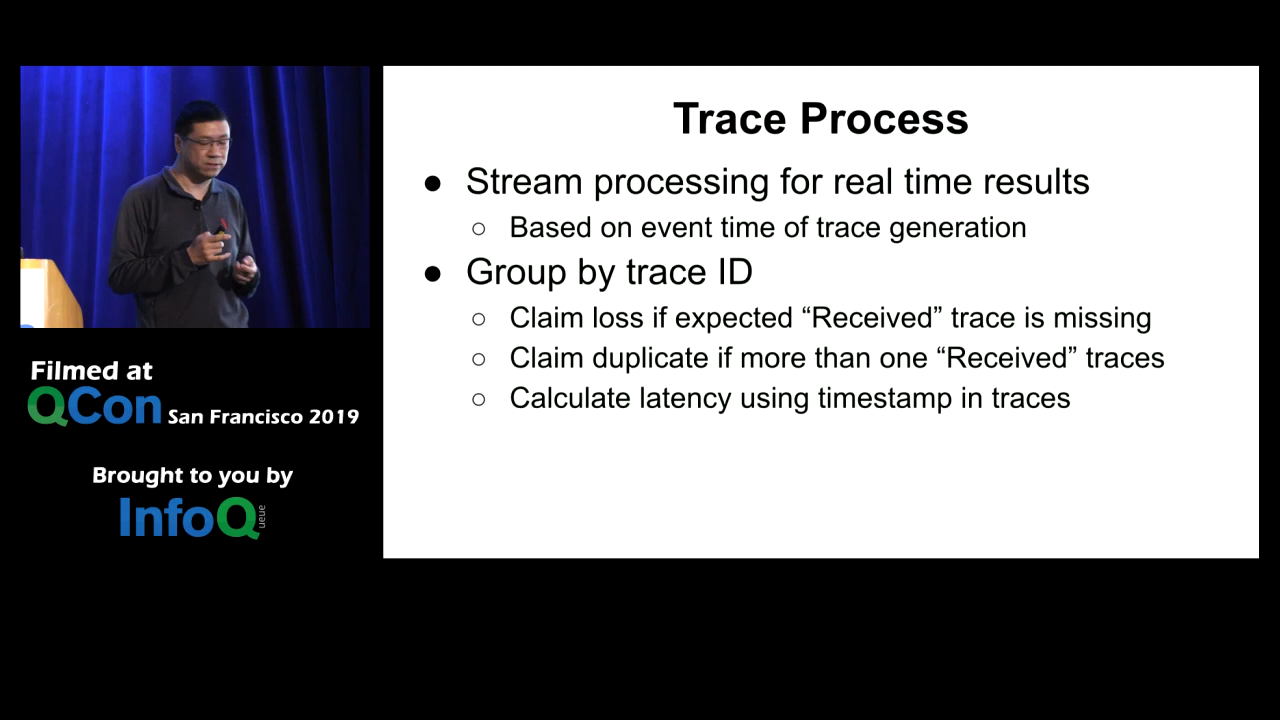 Trace Process
● Stream processing for real time results
○ Based on event time of trace generation
● Group by trace ID
○ Claim loss if expected “Received” trace is missing
○ Claim duplicate if more than one “Received” traces
○ Calculate latency using timestamp in traces
Filmed at
QCon San Francisco 2019
Brought to you by
InfoQueue